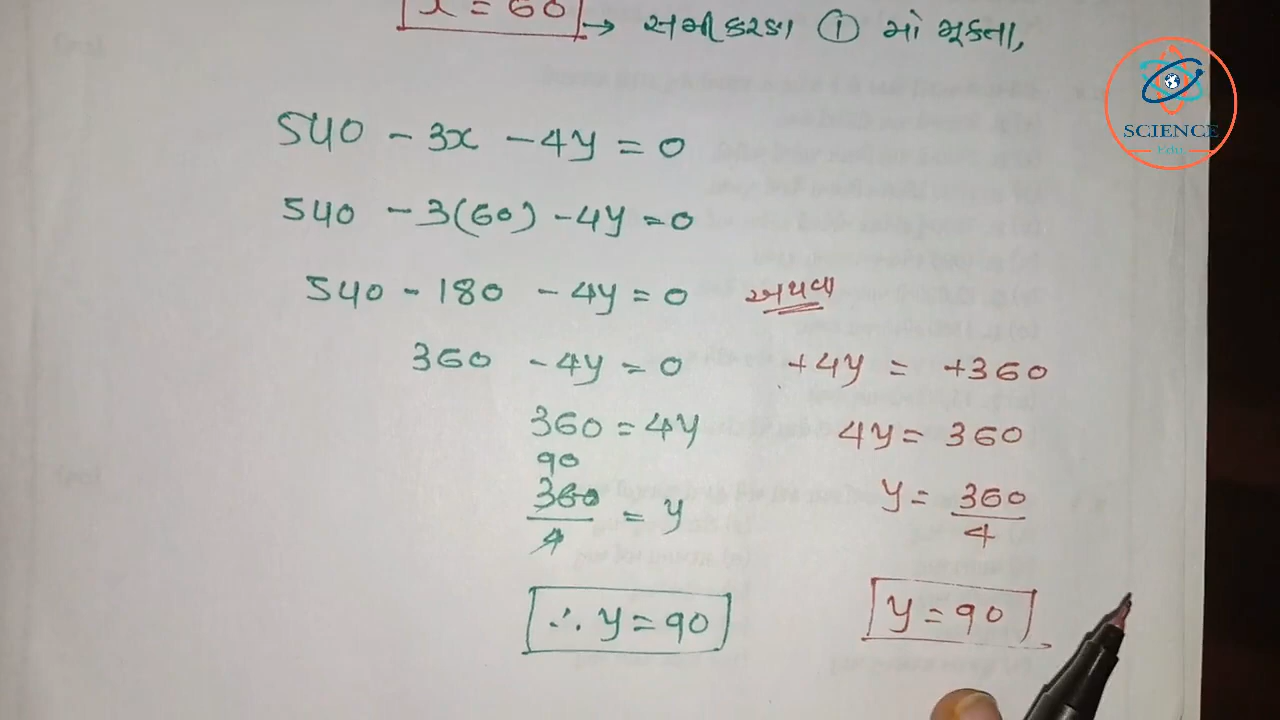 x = 60 → સમીકરણ ① માં મૂકતા,
SCIENCE
Edu.
540 - 3x - 4y = 0
540 - 3(60) - 4y = 0
540 - 180 - 4y = 0 અથવા
360 - 4y = 0 +4y = +360
360 = 4y 4y = 360
90
360/4 = y y = 360/4
∴ y = 90 y = 90